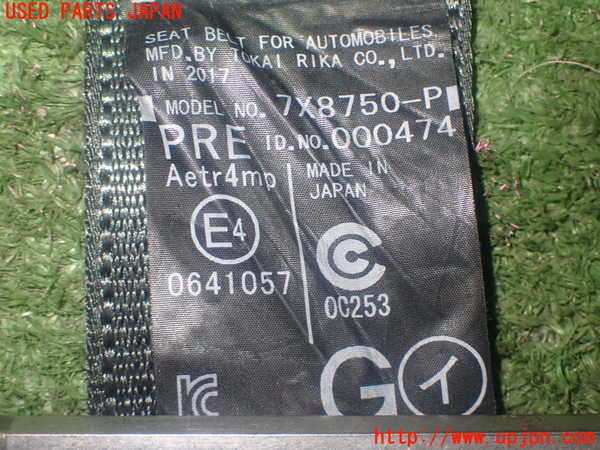 USED PARTS JAPAN
SEAT BELT FOR AUTOMOBILES.
MFD.BY TOKAI RIKA CO.,LTD.
IN 2017
MODEL NO. 7X8750-P
PRE ID.NO.000474
Aetr4mp
MADE IN
JAPAN
E4
0641057
0C253
G イ
http://www.upjpn.com